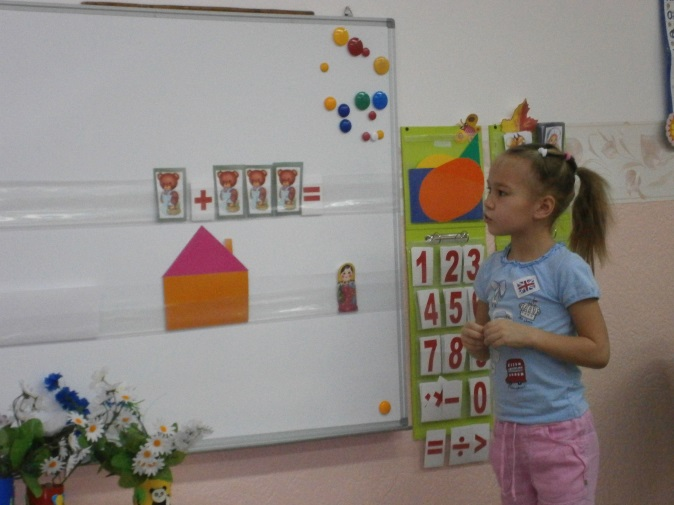 + =
1 2 3
4 5
7 8
- 0
= ÷ >